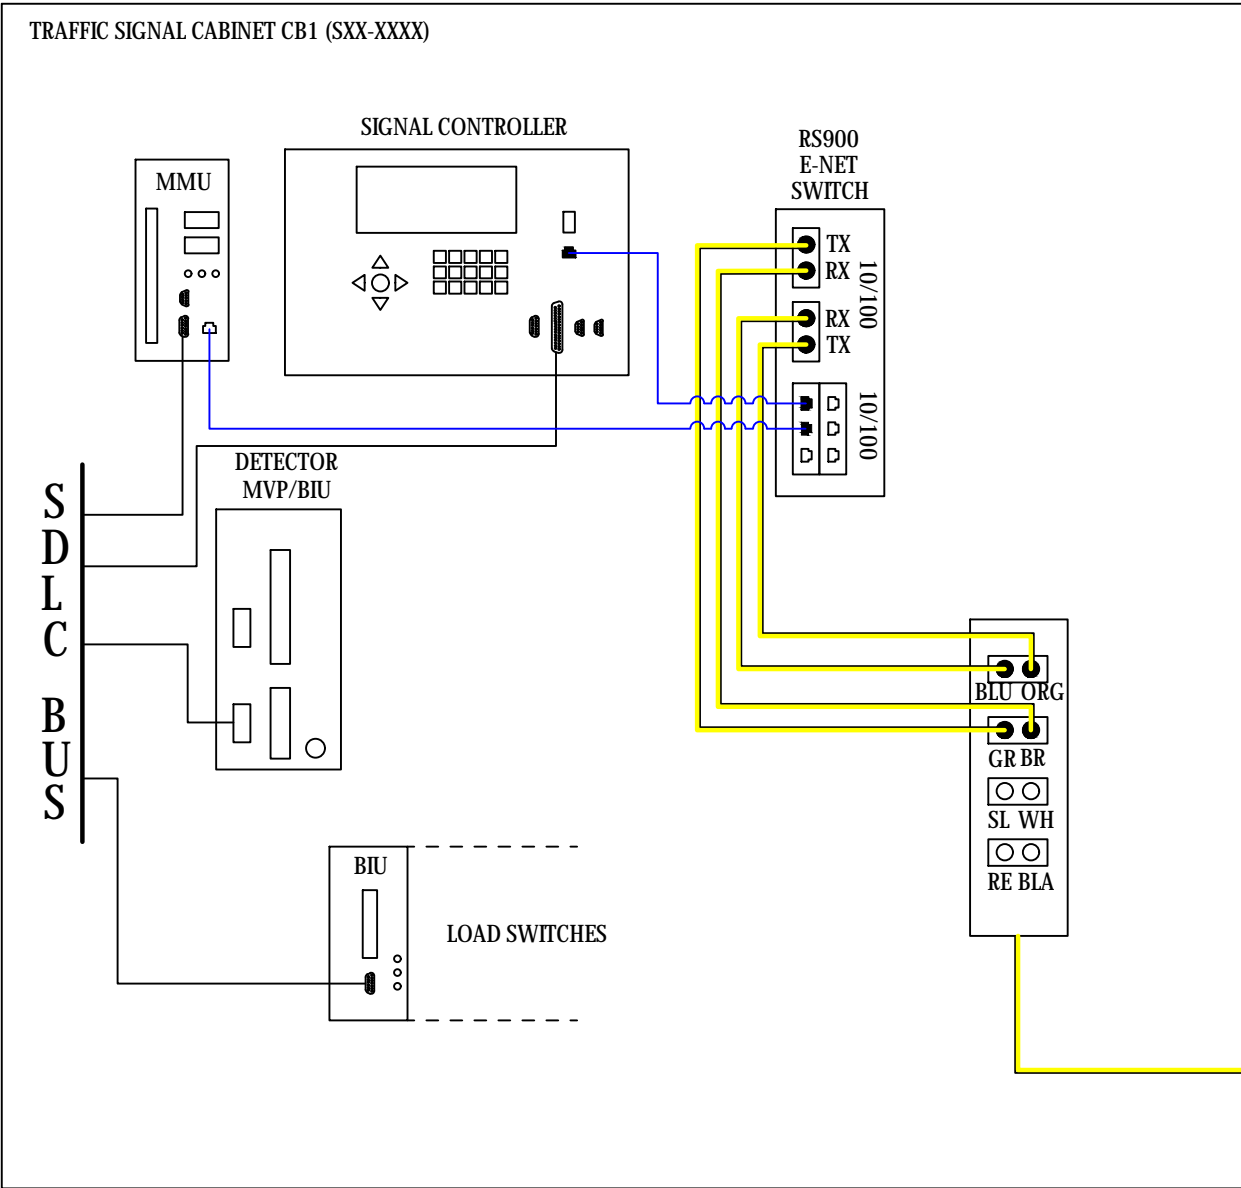 TRAFFIC SIGNAL CABINET CB1 (SXX-XXXX)
SIGNAL CONTROLLER
RS900
E-NET
SWITCH
MMU
TX
RX
10/100
RX
TX
10/100
DETECTOR
MVP/BIU
S
D
L
C
B
U
S
BLU ORG
GR BR
SL WH
RE BLA
BIU
LOAD SWITCHES